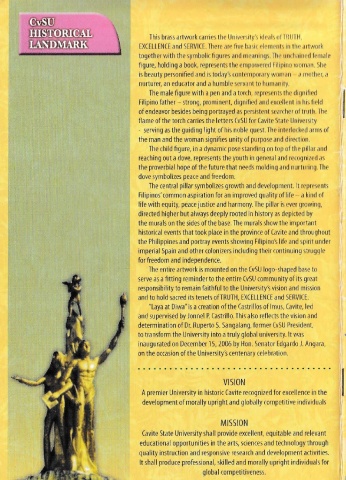 CvSU
HISTORICAL
LANDMARK
This brass artwork carries the University's ideals of TRUTH,
EXCELLENCE and SERVICE. There are five basic elements in the artwork
together with the symbolic figures and meanings. The unchained female
figure, holding a book, represents the empowered Filipino woman. She
is beauty personified and is today's contemporary woman – a mother, a
nurturer, an educator and a humble servant to humanity.
The male figure with a pen and a torch, represents the dignified
Filipino father – strong, prominent, dignified and excellent in his field
of endeavor besides being portrayed as persistent searcher of truth. The
flame of the torch carries the letters CvSU for Cavite State University
- serving as the guiding light of his noble quest. The interlocked arms of
the man and the woman signifies unity of purpose and direction.
The child figure, in a dynamic pose standing on top of the pillar and
reaching out a dove, represents the youth in general and recognized as
the proverbial hope of the future that needs molding and nurturing. The
dove symbolizes peace and freedom.
The central pillar symbolizes growth and development. It represents
Filipinos' common aspiration for an improved quality of life – a kind of
life with equity, peace justice and harmony. The pillar is ever growing,
directed higher but always deeply rooted in history as depicted by
the murals on the sides of the base. The murals show the important
historical events that took place in the province of Cavite and throughout
the Philippines and portray events showing Filipino's life and spirit under
imperial Spain and other colonizers including their continuing struggle
for freedom and independence.
The entire artwork is mounted on the CvSU logo-shaped base to
serve as a fitting reminder to the entire CvSU community of its great
responsibility to remain faithful to the University's vision and mission
and to hold sacred its tenets of TRUTH, EXCELLENCE and SERVICE.
"Laya at Diwa" is a creation of the Castrillos of Imus, Cavite, led
and supervised by Jonnel P. Castrillo. This also reflects the vision and
determination of Dr. Ruperto S. Sangalang, former CvSU President,
to transform the University into a truly global university. It was
inaugurated on December 15, 2006 by Hon. Senator Edgardo J. Angara,
on the occasion of the University's centenary celebration.
VISION
A premier University in historic Cavite recognized for excellence in the
development of morally upright and globally competitive individuals
MISSION
Cavite State University shall provide excellent, equitable and relevant
educational opportunities in the arts, sciences and technology through
quality instruction and responsive research and development activities.
It shall produce professional, skilled and morally upright individuals for
global competitiveness.